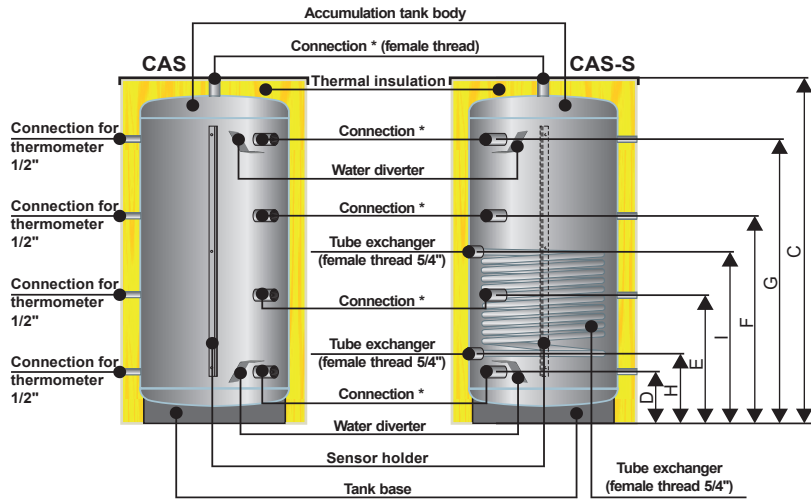 Accumulation tank body
Connection * (female thread)
CAS
CAS-S
Thermal insulation
Connection for
thermometer
1/2"
Connection *
Water diverter
Connection for
thermometer
1/2"
Connection *
Tube exchanger
(female thread 5/4")
Connection for
thermometer
1/2"
Connection *
Tube exchanger
(female thread 5/4")
Connection for
thermometer
1/2"
Connection *
Water diverter
Sensor holder
Tank base
Tube exchanger
(female thread 5/4")
D
H
E
I
F
G
C